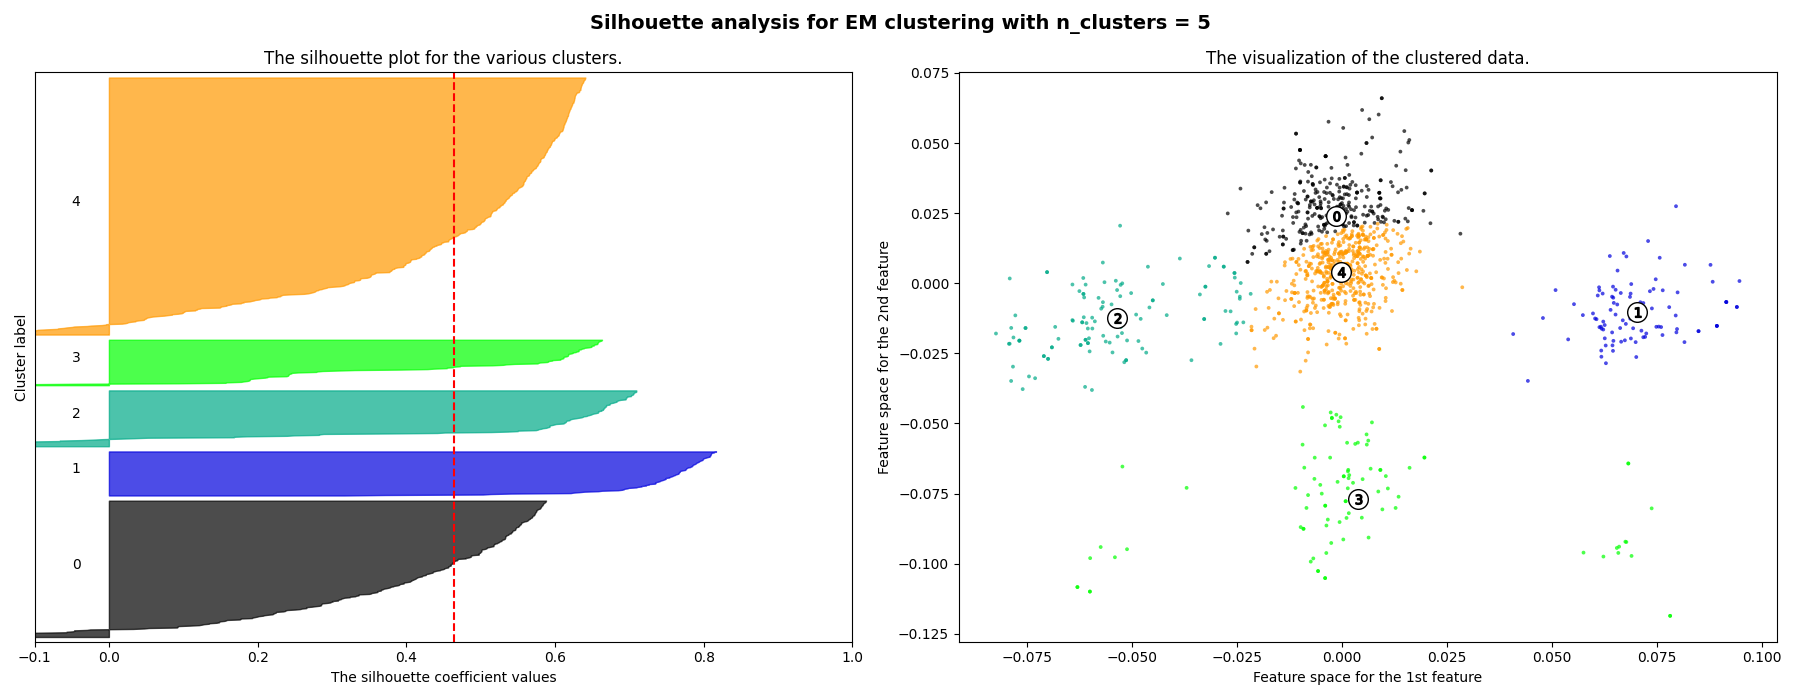 Silhouette analysis for EM clustering with n_clusters = 5
The silhouette plot for the various clusters.
Cluster label
4
3
2
1
0
−0.1 0.0 0.2 0.4 0.6 0.8 1.0
The silhouette coefficient values
The visualization of the clustered data.
Feature space for the 2nd feature
0.075
0.050
0.025
0.000
−0.025
−0.050
−0.075
−0.100
−0.125
0
4
2
1
3
−0.075 −0.050 −0.025 0.000 0.025 0.050 0.075 0.100
Feature space for the 1st feature